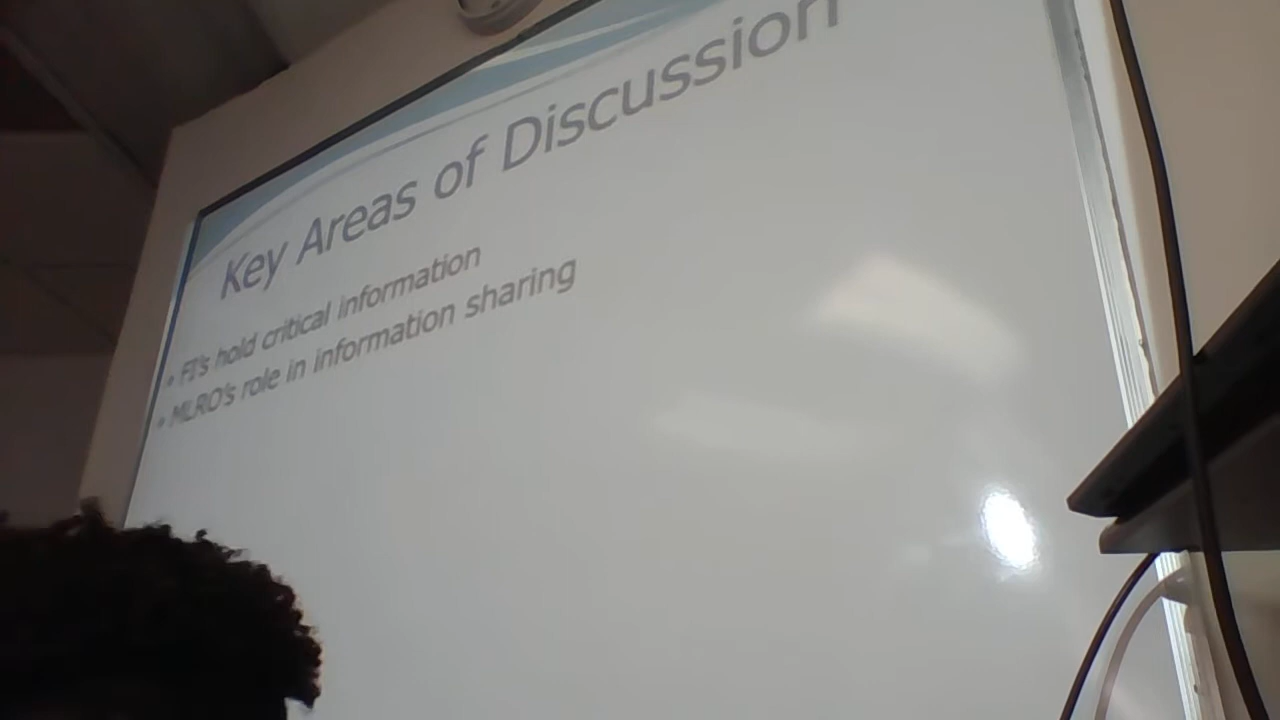 Key Areas of Discussion
• FI's hold critical information
• MLRO's role in information sharing